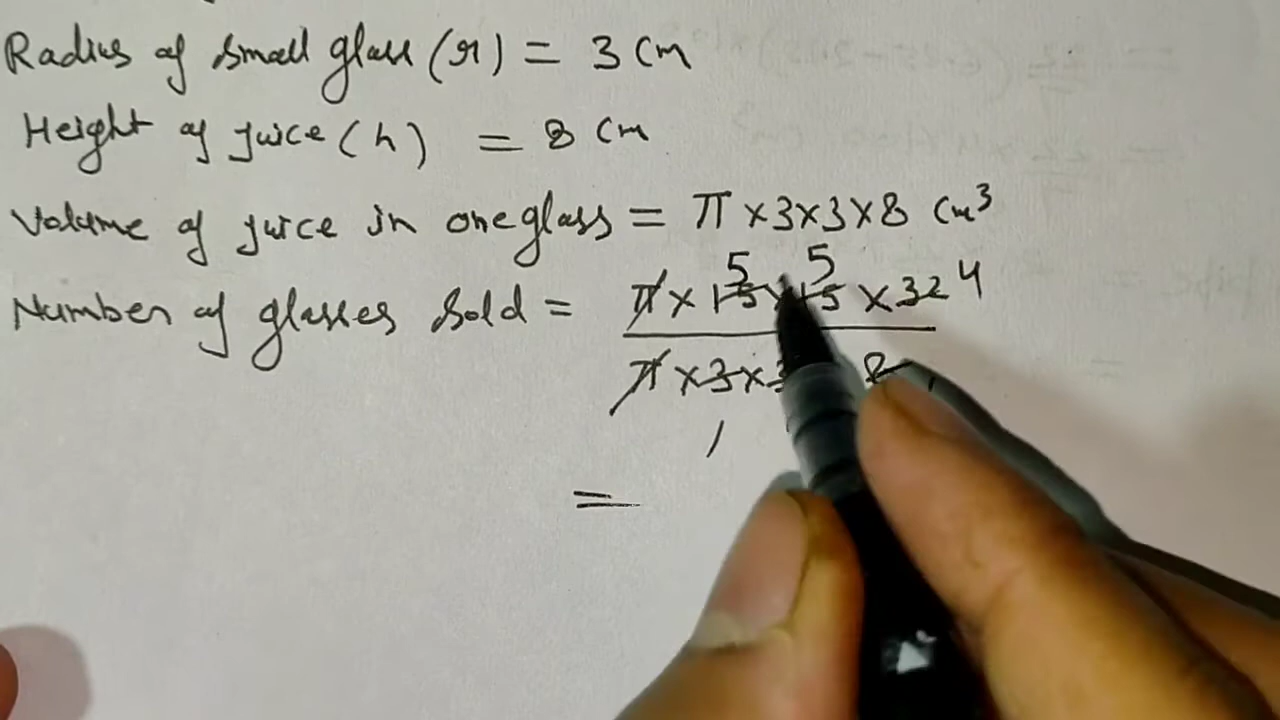 Radius of small glass (r) = 3 cm
Height of juice (h) = 8 cm
Volume of juice in one glass = π × 3 × 3 × 8 cm³
5 5
Number of glasses sold = π × 15 × 15 × 32 4
π × 3 × 3 8
1
=